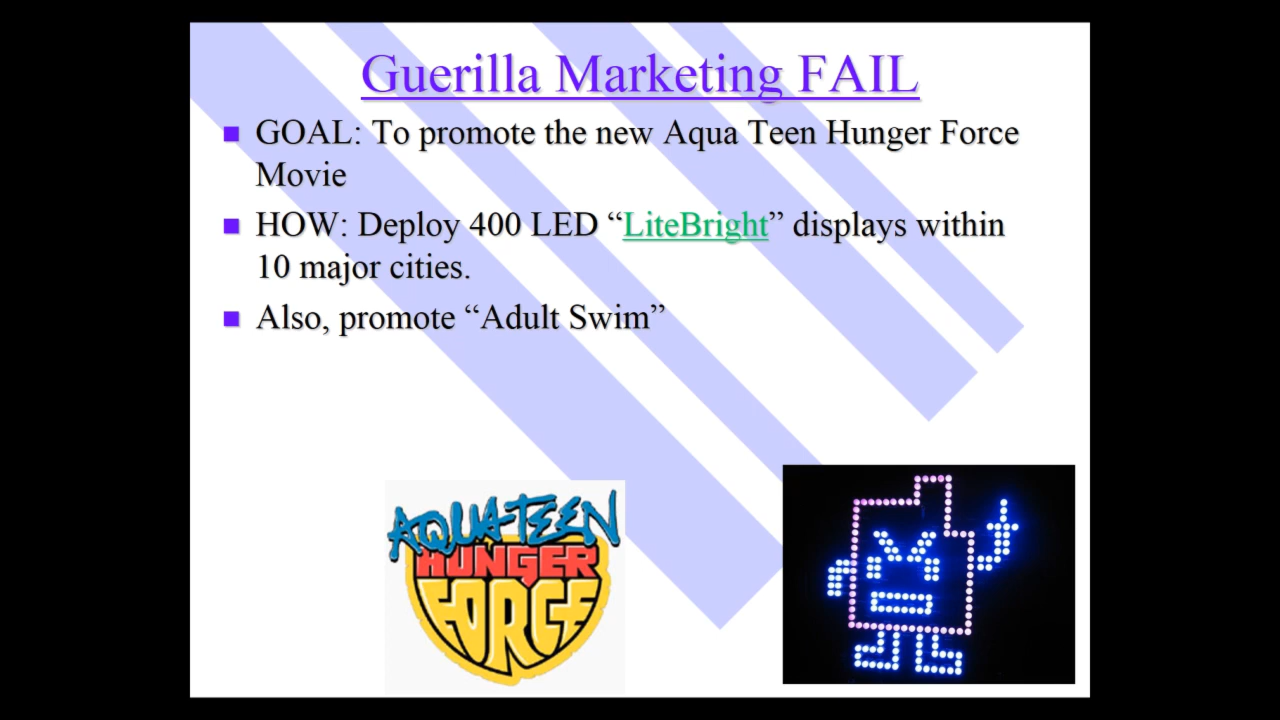 Guerilla Marketing FAIL
GOAL: To promote the new Aqua Teen Hunger Force
Movie
HOW: Deploy 400 LED “LiteBright” displays within
10 major cities.
Also, promote “Adult Swim”
AQUA TEEN
HUNGER
FORCE